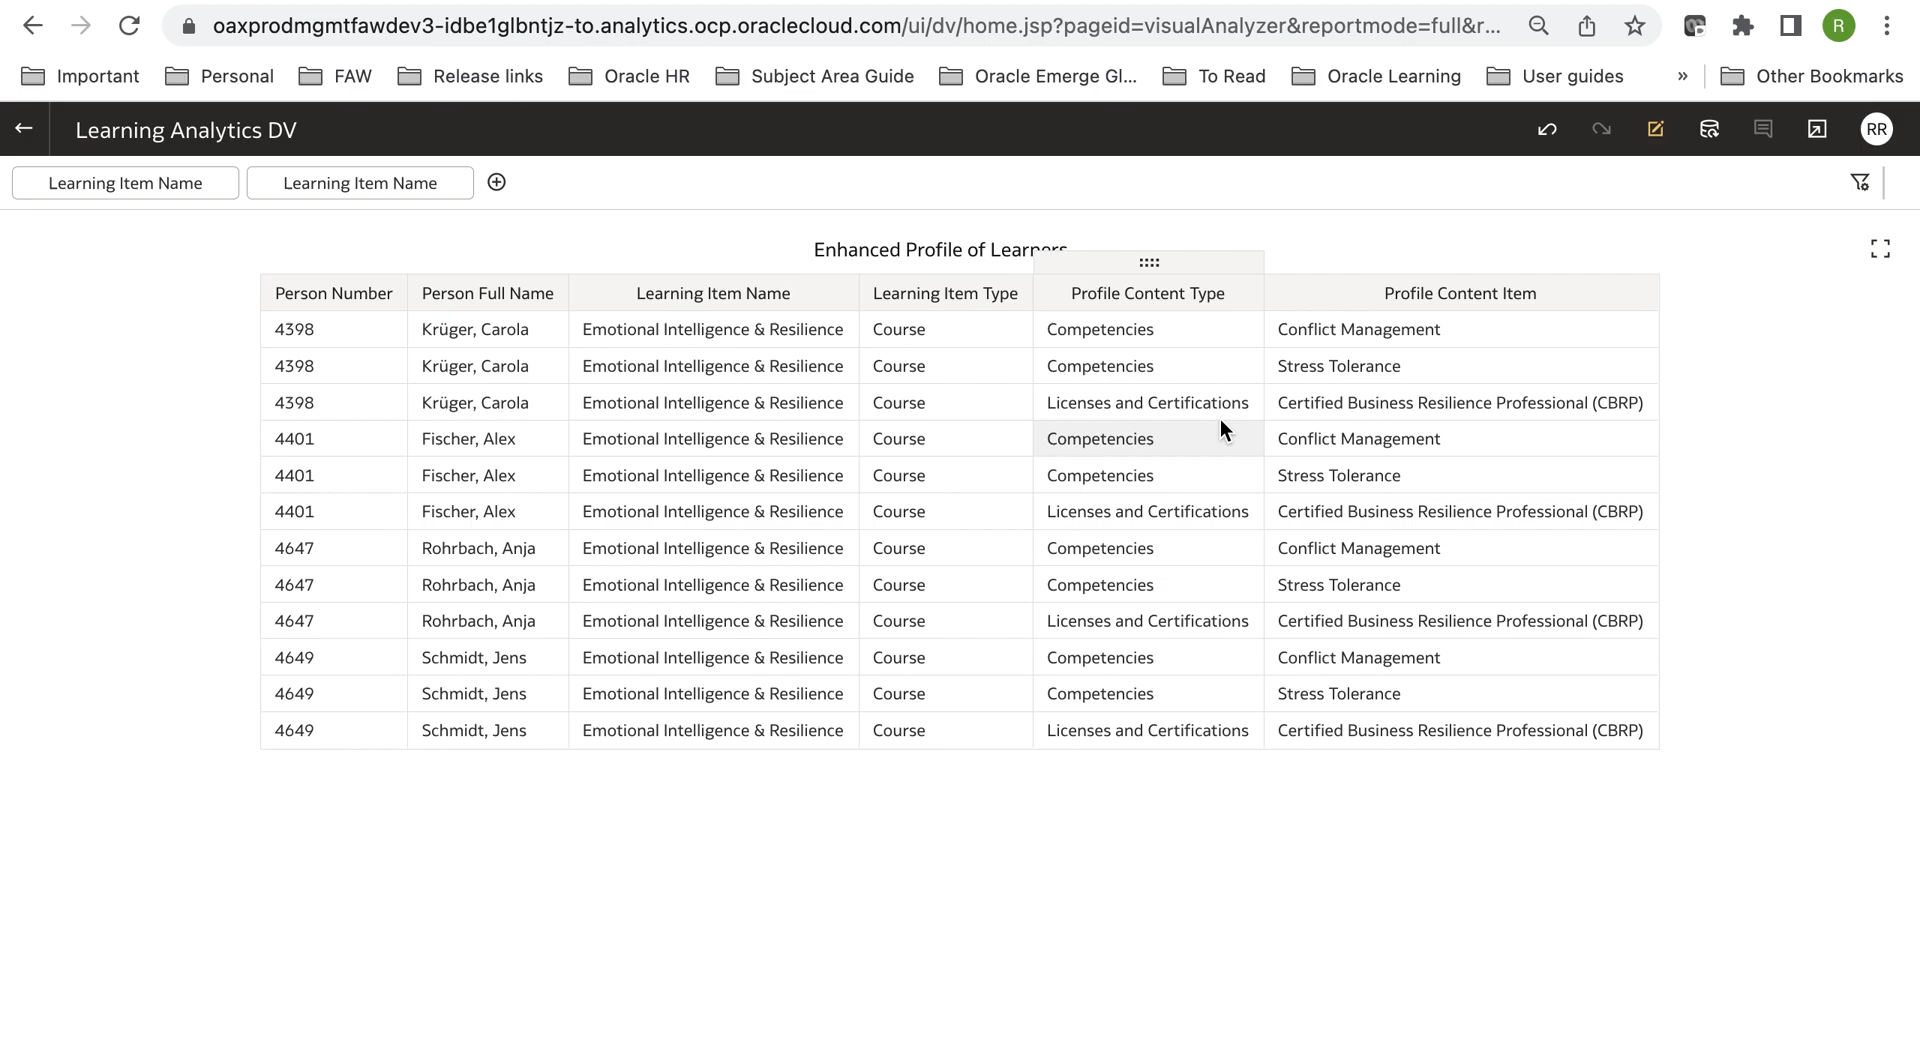 oaxprodmgmtfawdev3-idbe1glbntjz-to.analytics.ocp.oraclecloud.com/ui/dv/home.jsp?pageid=visualAnalyzer&reportmode=full&r... R
Important Personal FAW Release links Oracle HR Subject Area Guide Oracle Emerge Gl... To Read Oracle Learning User guides » Other Bookmarks
Learning Analytics DV RR
Learning Item Name Learning Item Name
Enhanced Profile of Learners
Person Number Person Full Name Learning Item Name Learning Item Type Profile Content Type Profile Content Item
4398 Krüger, Carola Emotional Intelligence & Resilience Course Competencies Conflict Management
4398 Krüger, Carola Emotional Intelligence & Resilience Course Competencies Stress Tolerance
4398 Krüger, Carola Emotional Intelligence & Resilience Course Licenses and Certifications Certified Business Resilience Professional (CBRP)
4401 Fischer, Alex Emotional Intelligence & Resilience Course Competencies Conflict Management
4401 Fischer, Alex Emotional Intelligence & Resilience Course Competencies Stress Tolerance
4401 Fischer, Alex Emotional Intelligence & Resilience Course Licenses and Certifications Certified Business Resilience Professional (CBRP)
4647 Rohrbach, Anja Emotional Intelligence & Resilience Course Competencies Conflict Management
4647 Rohrbach, Anja Emotional Intelligence & Resilience Course Competencies Stress Tolerance
4647 Rohrbach, Anja Emotional Intelligence & Resilience Course Licenses and Certifications Certified Business Resilience Professional (CBRP)
4649 Schmidt, Jens Emotional Intelligence & Resilience Course Competencies Conflict Management
4649 Schmidt, Jens Emotional Intelligence & Resilience Course Competencies Stress Tolerance
4649 Schmidt, Jens Emotional Intelligence & Resilience Course Licenses and Certifications Certified Business Resilience Professional (CBRP)